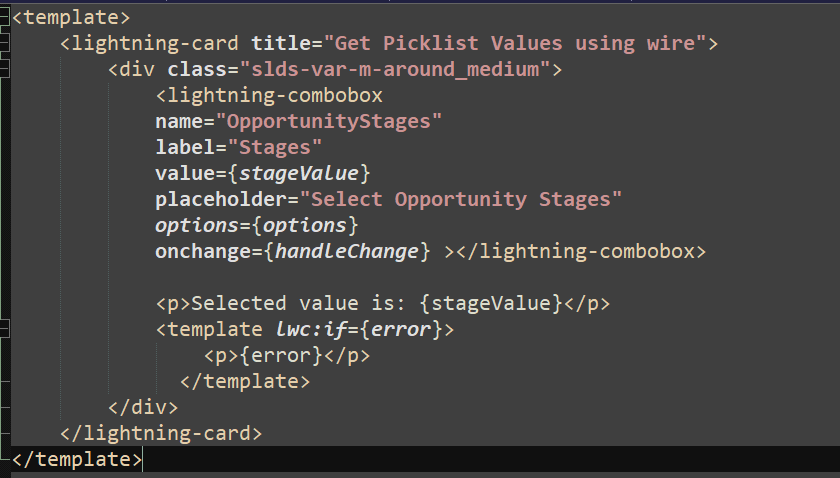 <template>
    <lightning-card title="Get Picklist Values using wire">
        <div class="slds-var-m-around_medium">
            <lightning-combobox
            name="OpportunityStages"
            label="Stages"
            value={stageValue}
            placeholder="Select Opportunity Stages"
            options={options}
            onchange={handleChange} ></lightning-combobox>

            <p>Selected value is: {stageValue}</p>
            <template lwc:if={error}>
                <p>{error}</p>
              </template>
        </div>
    </lightning-card>
</template>